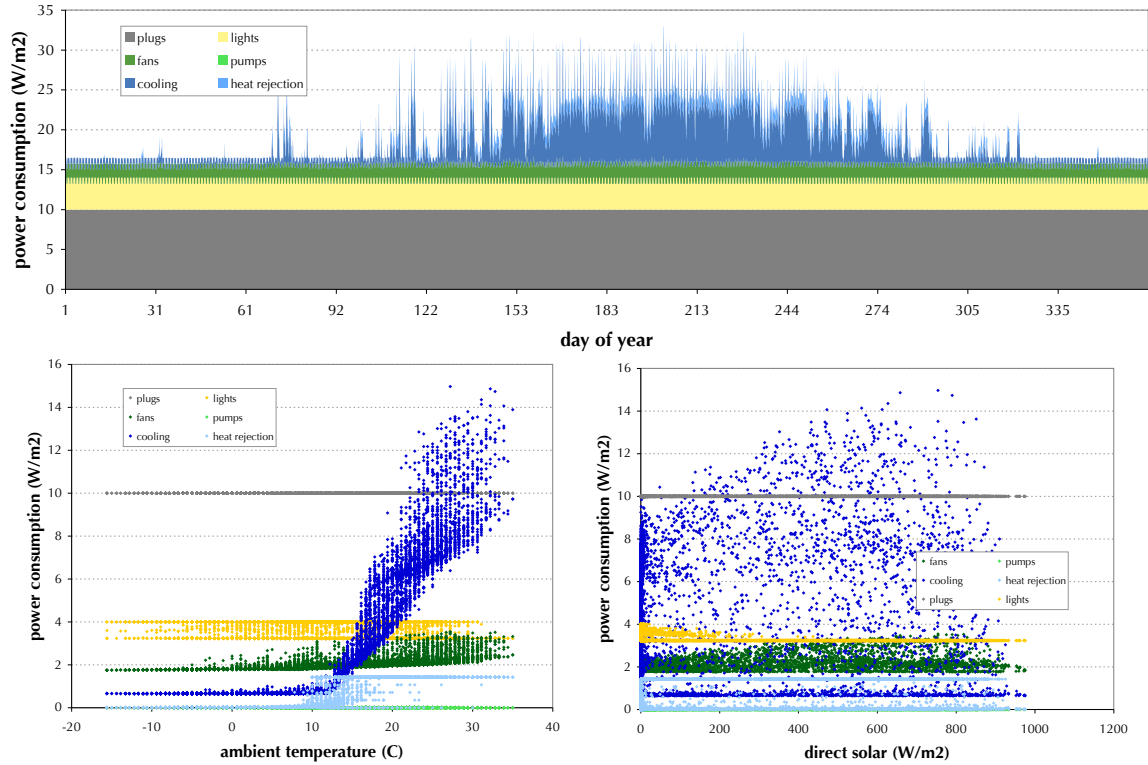 35
30
25
20
15
10
5
0
power consumption (W/m2)
plugs lights
fans pumps
cooling heat rejection
1 31 61 92 122 153 183 213 244 274 305 335
day of year
16
14
12
10
8
6
4
2
0
power consumption (W/m2)
plugs lights
fans pumps
cooling heat rejection
-20 -10 0 10 20 30 40
ambient temperature (C)
16
14
12
10
8
6
4
2
0
power consumption (W/m2)
fans pumps
cooling heat rejection
plugs lights
0 200 400 600 800 1000 1200
direct solar (W/m2)